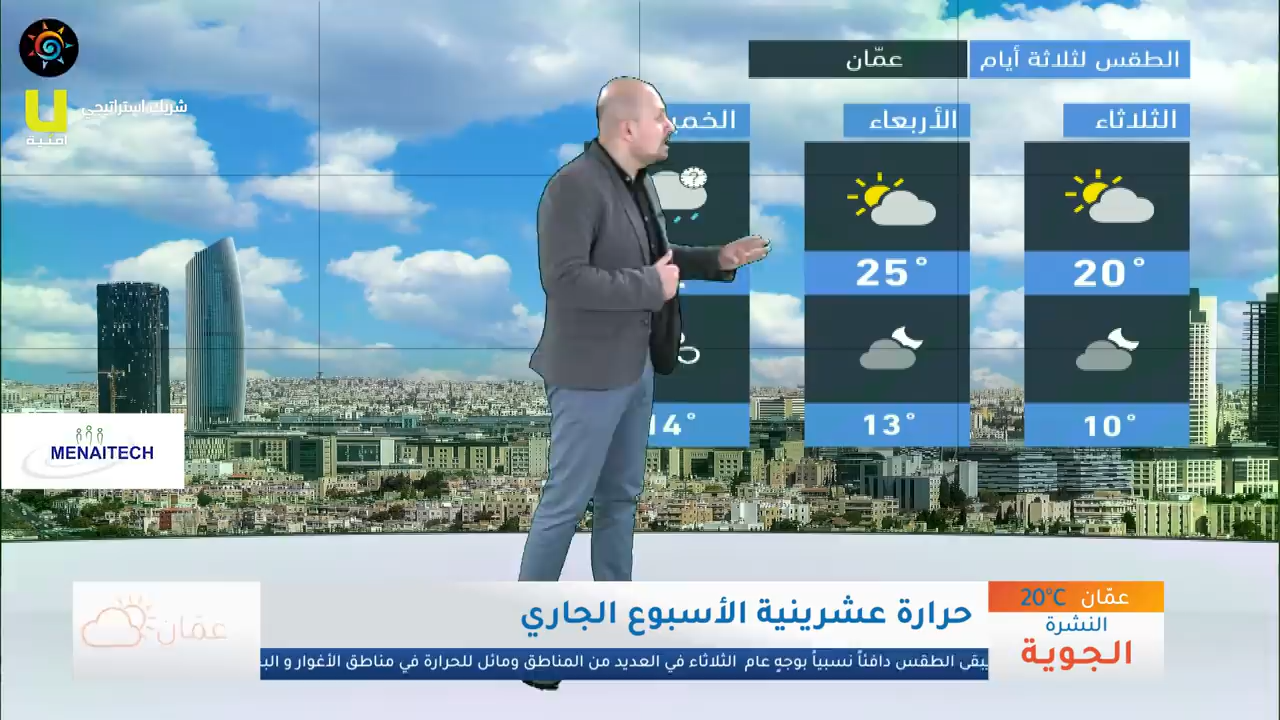 الطقس لثلاثة أيام
عمّان
الثلاثاء
الأربعاء
شريك استراتيجي
أمنية
?
20°
25°
10°
13°
14°
MENAITECH
عمّان 20°C
النشرة
الجوية
حرارة عشرينية الأسبوع الجاري
يبقى الطقس دافئاً نسبياً بوجهٍ عام الثلاثاء في العديد من المناطق ومائل للحرارة في مناطق الأغوار و
عمّان